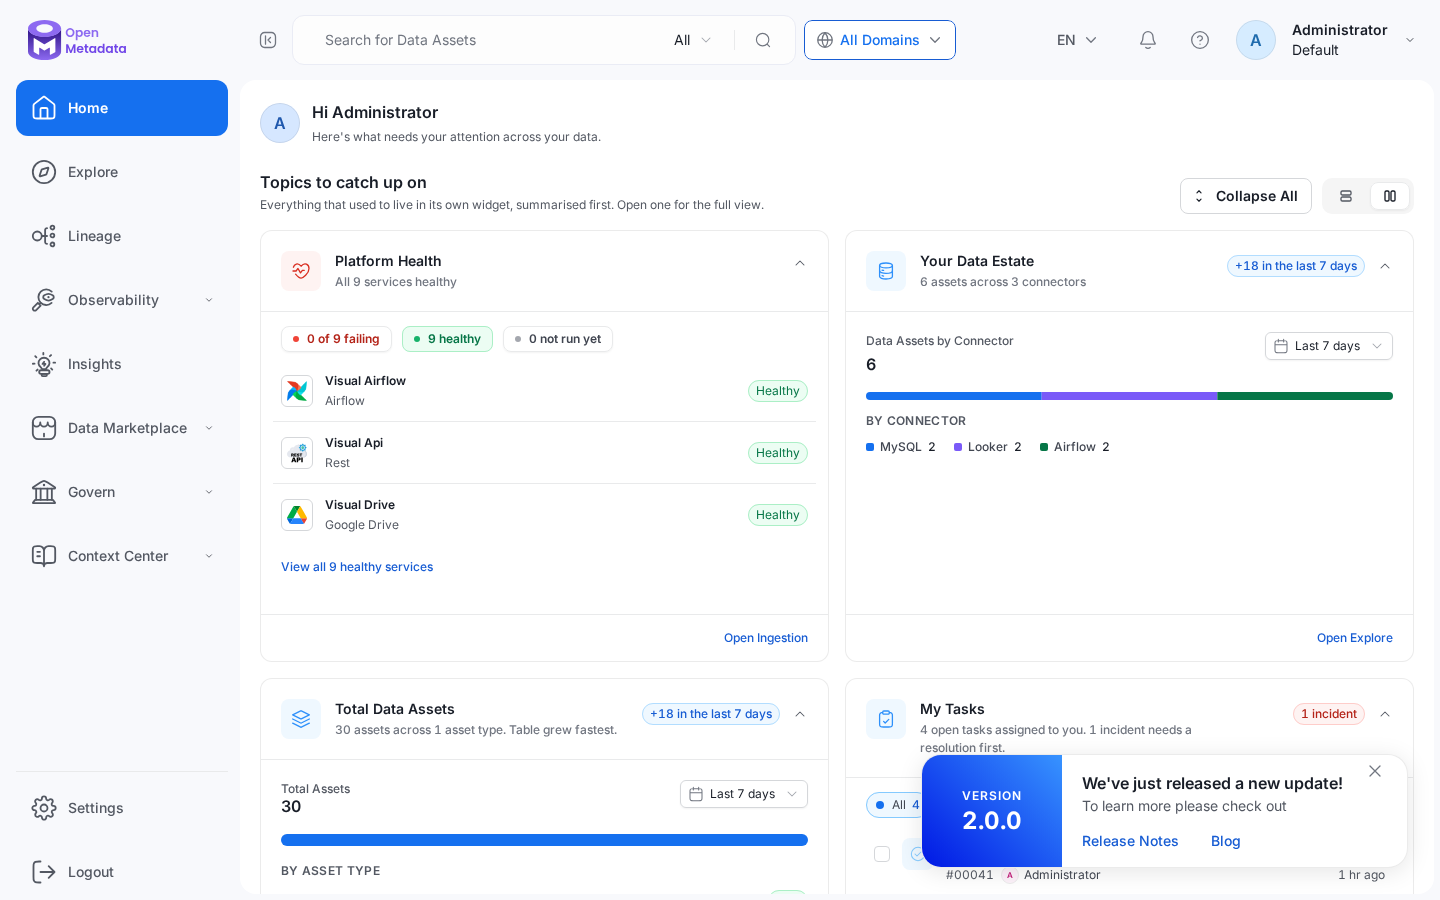 Open
Metadata
Search for Data Assets
All
All Domains
EN
A
Administrator
Default
Home
Explore
Lineage
Observability
Insights
Data Marketplace
Govern
Context Center
Settings
Logout
A
Hi Administrator
Here's what needs your attention across your data.
Topics to catch up on
Everything that used to live in its own widget, summarised first. Open one for the full view.
Collapse All
Platform Health
All 9 services healthy
0 of 9 failing
9 healthy
0 not run yet
Visual Airflow
Airflow
Healthy
REST
API
Visual Api
Rest
Healthy
Visual Drive
Google Drive
Healthy
View all 9 healthy services
Open Ingestion
Your Data Estate
6 assets across 3 connectors
+18 in the last 7 days
Data Assets by Connector
6
Last 7 days
BY CONNECTOR
MySQL 2
Looker 2
Airflow 2
Open Explore
Total Data Assets
30 assets across 1 asset type. Table grew fastest.
+18 in the last 7 days
Total Assets
30
Last 7 days
BY ASSET TYPE
My Tasks
4 open tasks assigned to you. 1 incident needs a
resolution first.
1 incident
All 4
#00041
A
Administrator
1 hr ago
VERSION
2.0.0
We've just released a new update!
To learn more please check out
Release Notes
Blog